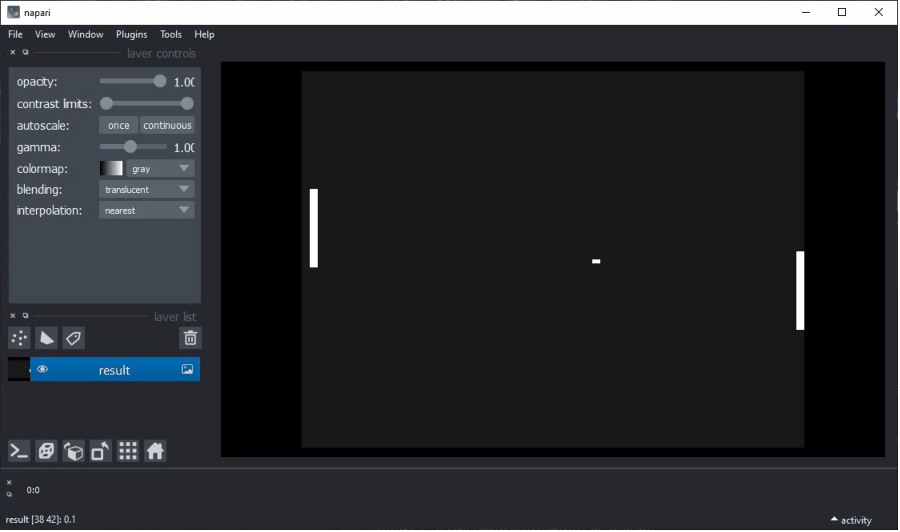 napari
File View Window Plugins Tools Help
layer controls
opacity: 1.00
contrast limits:
autoscale: once continuous
gamma: 1.00
colormap: gray
blending: translucent
interpolation: nearest
layer list
result
0:0
result [38 42]: 0.1
activity